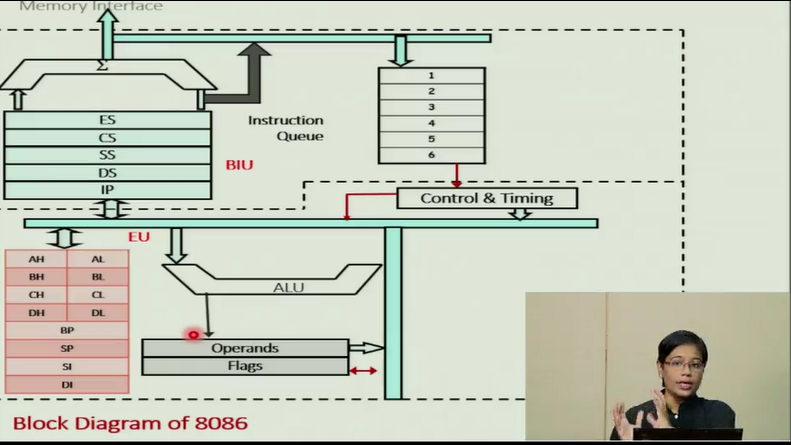 Memory Interface
Σ
1
2
3
4
5
6
ES
CS
SS
DS
IP
Instruction
Queue
BIU
Control & Timing
EU
AH AL
BH BL
CH CL
DH DL
BP
SP
SI
DI
ALU
Operands
Flags
Block Diagram of 8086